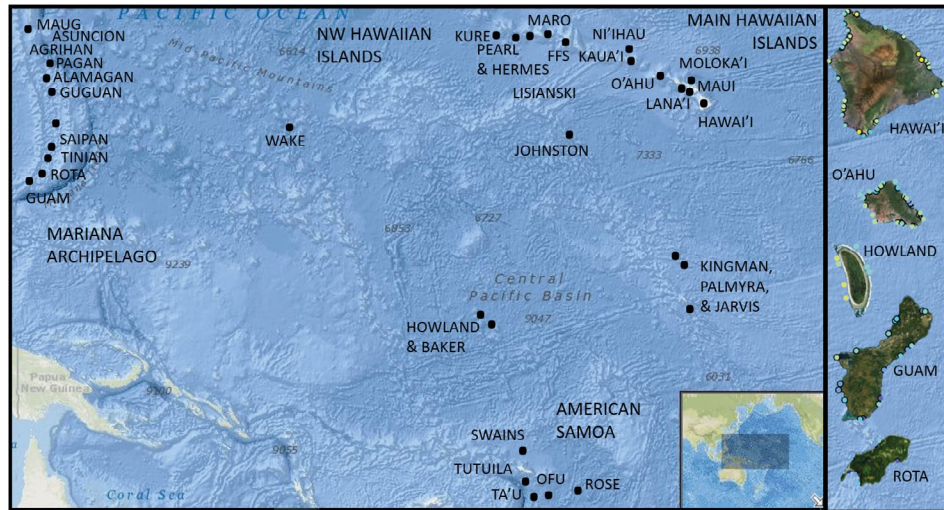 PACIFIC OCEAN
MAUG
ASUNCION
AGRIHAN
PAGAN
ALAMAGAN
GUGUAN
SAIPAN
TINIAN
ROTA
GUAM
MARIANA
ARCHIPELAGO
Mid Pacific Mountains
6614
WAKE
NW HAWAIIAN
ISLANDS
KURE
PEARL
& HERMES
MARO
FFS
LISIANSKI
MAIN HAWAIIAN
ISLANDS
NI'IHAU
KAUA'I
6938
MOLOKA'I
O'AHU
MAUI
LANA'I
HAWAI'I
JOHNSTON
7333
6766
6727
6053
9239
Central
Pacific Basin
9047
KINGMAN,
PALMYRA,
& JARVIS
HOWLAND
& BAKER
6031
Papua
New Guinea
9055
Coral Sea
AMERICAN
SAMOA
SWAINS
TUTUILA
OFU
TA'U
ROSE
HAWAI'I
O'AHU
HOWLAND
GUAM
ROTA